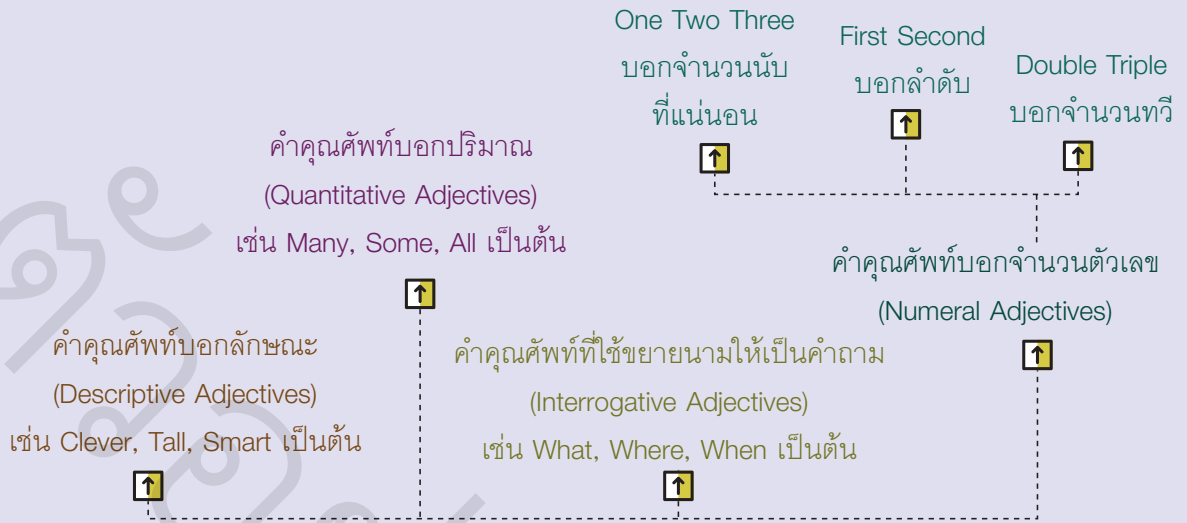 One Two Three
บอกจำนวนนับ
ที่แน่นอน
First Second
บอกลำดับ
Double Triple
บอกจำนวนทวี
คำคุณศัพท์บอกปริมาณ
(Quantitative Adjectives)
เช่น Many, Some, All เป็นต้น
คำคุณศัพท์บอกจำนวนตัวเลข
(Numeral Adjectives)
คำคุณศัพท์บอกลักษณะ
(Descriptive Adjectives)
เช่น Clever, Tall, Smart เป็นต้น
คำคุณศัพท์ที่ใช้ขยายนามให้เป็นคำถาม
(Interrogative Adjectives)
เช่น What, Where, When เป็นต้น